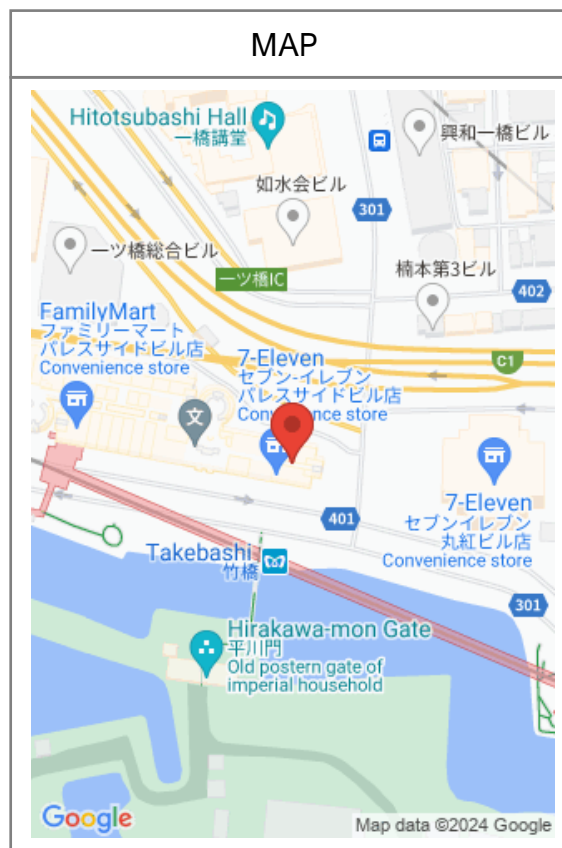 MAP
Hitotsubashi Hall
一橋講堂
興和一橋ビル
如水会ビル
301
一ツ橋総合ビル
一ツ橋IC
楠本第3ビル
402
FamilyMart
ファミリーマート
パレスサイドビル店
Convenience store
7-Eleven
セブン-イレブン
パレスサイドビル店
Convenience store
C1
文
401
7-Eleven
セブンイレブン
丸紅ビル店
Convenience store
Takebashi
竹橋
301
Hirakawa-mon Gate
平川門
Old postern gate of
imperial household
Google
Map data ©2024 Google